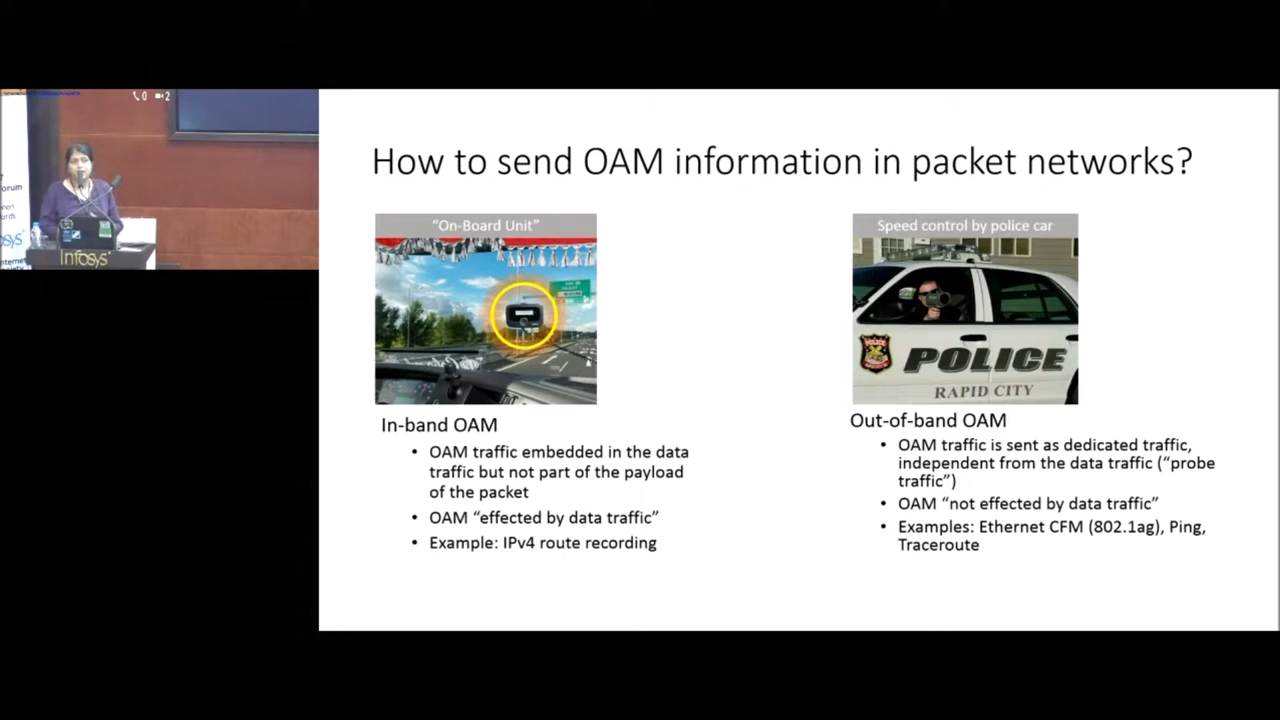 How to send OAM information in packet networks?
"On-Board Unit"
In-band OAM
• OAM traffic embedded in the data
traffic but not part of the payload
of the packet
• OAM "effected by data traffic"
• Example: IPv4 route recording
Speed control by police car
POLICE
POLICE
RAPID CITY
Out-of-band OAM
• OAM traffic is sent as dedicated traffic,
independent from the data traffic ("probe
traffic")
• OAM "not effected by data traffic"
• Examples: Ethernet CFM (802.1ag), Ping,
Traceroute
0 2
orum
Infosys